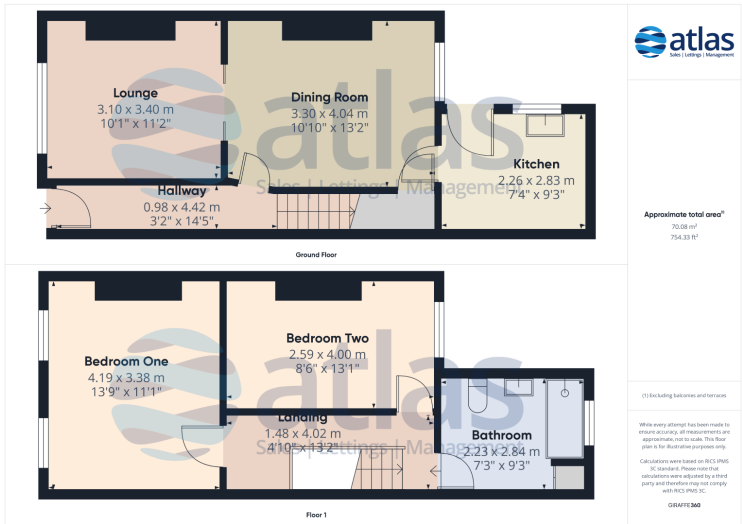 Lounge
3.10 x 3.40 m
10'1" x 11'2"
Dining Room
3.30 x 4.04 m
10'10" x 13'2"
Kitchen
2.26 x 2.83 m
7'4" x 9'3"
Hallway
0.98 x 4.42 m
3'2" x 14'5"
atlas
Sales | Lettings | Management
Ground Floor
Bedroom One
4.19 x 3.38 m
13'9" x 11'1"
Bedroom Two
2.59 x 4.00 m
8'6" x 13'1"
Landing
1.48 x 4.02 m
4'10" x 13'2"
Bathroom
2.23 x 2.84 m
7'3" x 9'3"
atlas
Sales | Lettings | Management
Floor 1
atlas
Sales | Lettings | Management
Approximate total area(1)
70.08 m²
754.33 ft²
(1) Excluding balconies and terraces
While every attempt has been made to
ensure accuracy, all measurements are
approximate, not to scale. This floor
plan is for illustrative purposes only.
Calculations were based on RICS IPMS
3C standard. Please note that
calculations were adjusted by a third
party and therefore may not comply
with RICS IPMS 3C.
GIRAFFE360